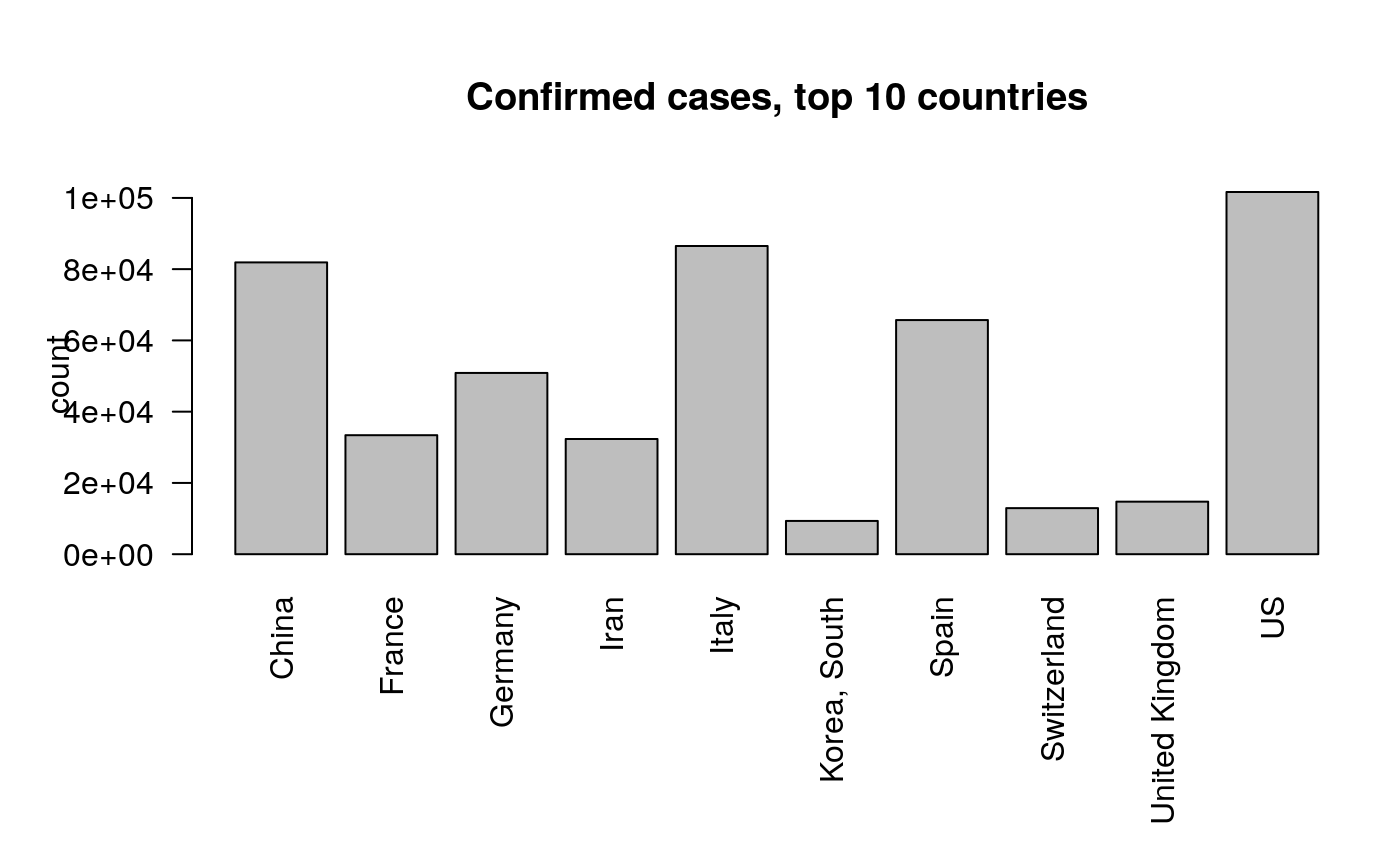 Confirmed cases, top 10 countries
count
1e+05
8e+04
6e+04
4e+04
2e+04
0e+00
China
France
Germany
Iran
Italy
Korea, South
Spain
Switzerland
United Kingdom
US